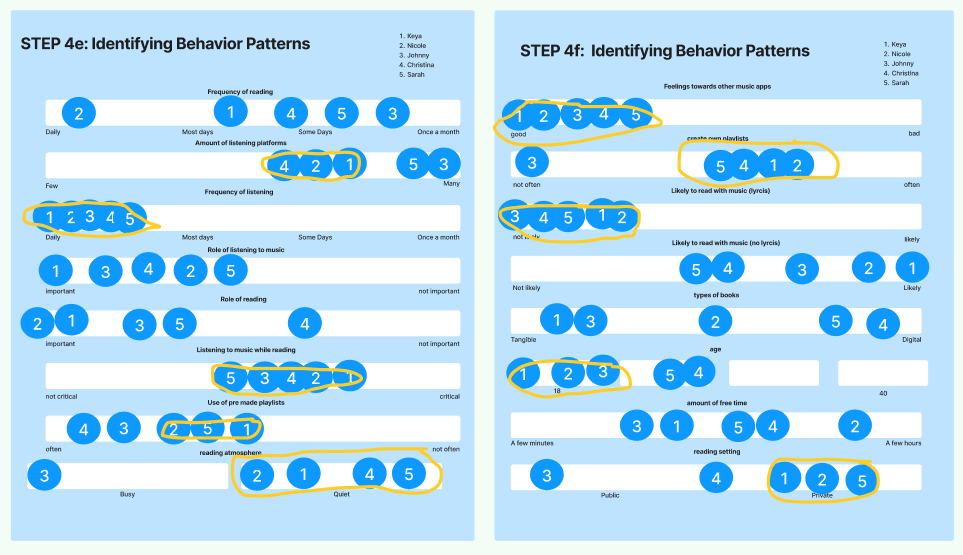 STEP 4e: Identifying Behavior Patterns
1. Keya
2. Nicole
3. Johnny
4. Christina
5. Sarah
Frequency of reading
2 1 4 5 3
Daily Most days Some Days Once a month
Amount of listening platforms
4 2 1 5 3
Few Many
Frequency of listening
1 2 3 4 5
Daily Most days Some Days Once a month
Role of listening to music
1 3 4 2 5
important not important
Role of reading
2 1 3 5 4
important not important
Listening to music while reading
5 3 4 2 1
not critical critical
Use of pre made playlists
4 3 2 5 1
often not often
reading atmosphere
3 2 1 4 5
Busy Quiet
STEP 4f: Identifying Behavior Patterns
1. Keya
2. Nicole
3. Johnny
4. Christina
5. Sarah
Feelings towards other music apps
1 2 3 4 5
good bad
create own playlists
3 5 4 1 2
not often often
Likely to read with music (lyrcis)
3 4 5 1 2
not likely likely
Likely to read with music (no lyrcis)
5 4 3 2 1
Not likely Likely
types of books
1 3 2 5 4
Tangible Digital
age
1 2 3 5 4
18 40
amount of free time
3 1 5 4 2
A few minutes A few hours
reading setting
3 4 1 2 5
Public Private